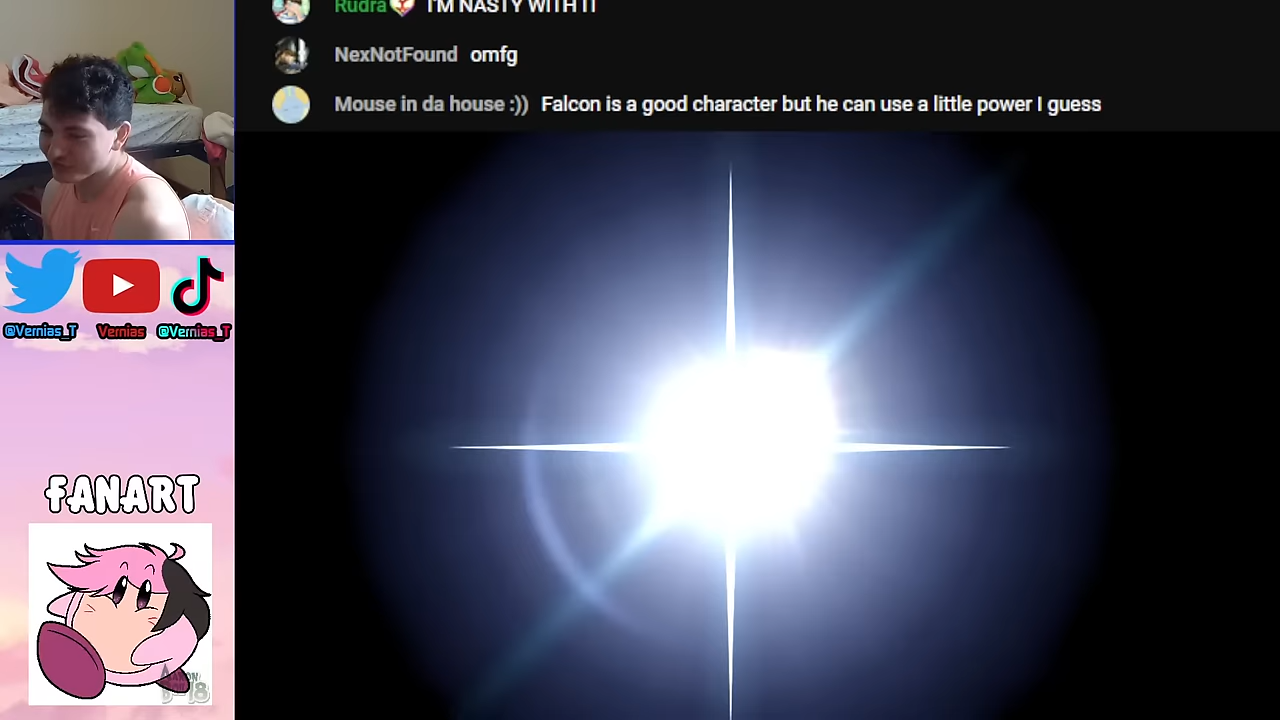 Rudra I'M NASTY WITH IT
NexNotFound omfg
Mouse in da house :)) Falcon is a good character but he can use a little power I guess
@Vernias_T Vernias @Vernias_T
FANART